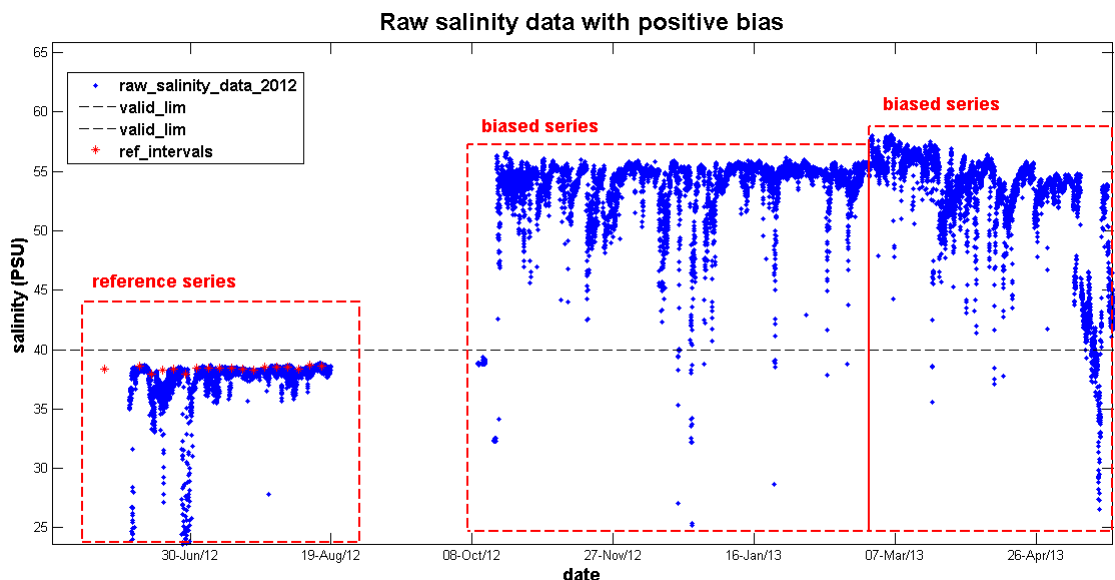 Raw salinity data with positive bias
65
60
55
50
45
40
35
30
25
salinity (PSU)
raw_salinity_data_2012
valid_lim
valid_lim
ref_intervals
reference series
biased series
biased series
30/Jun/12
19/Aug/12
08/Oct/12
27/Nov/12
16/Jan/13
07/Mar/13
26/Apr/13
date